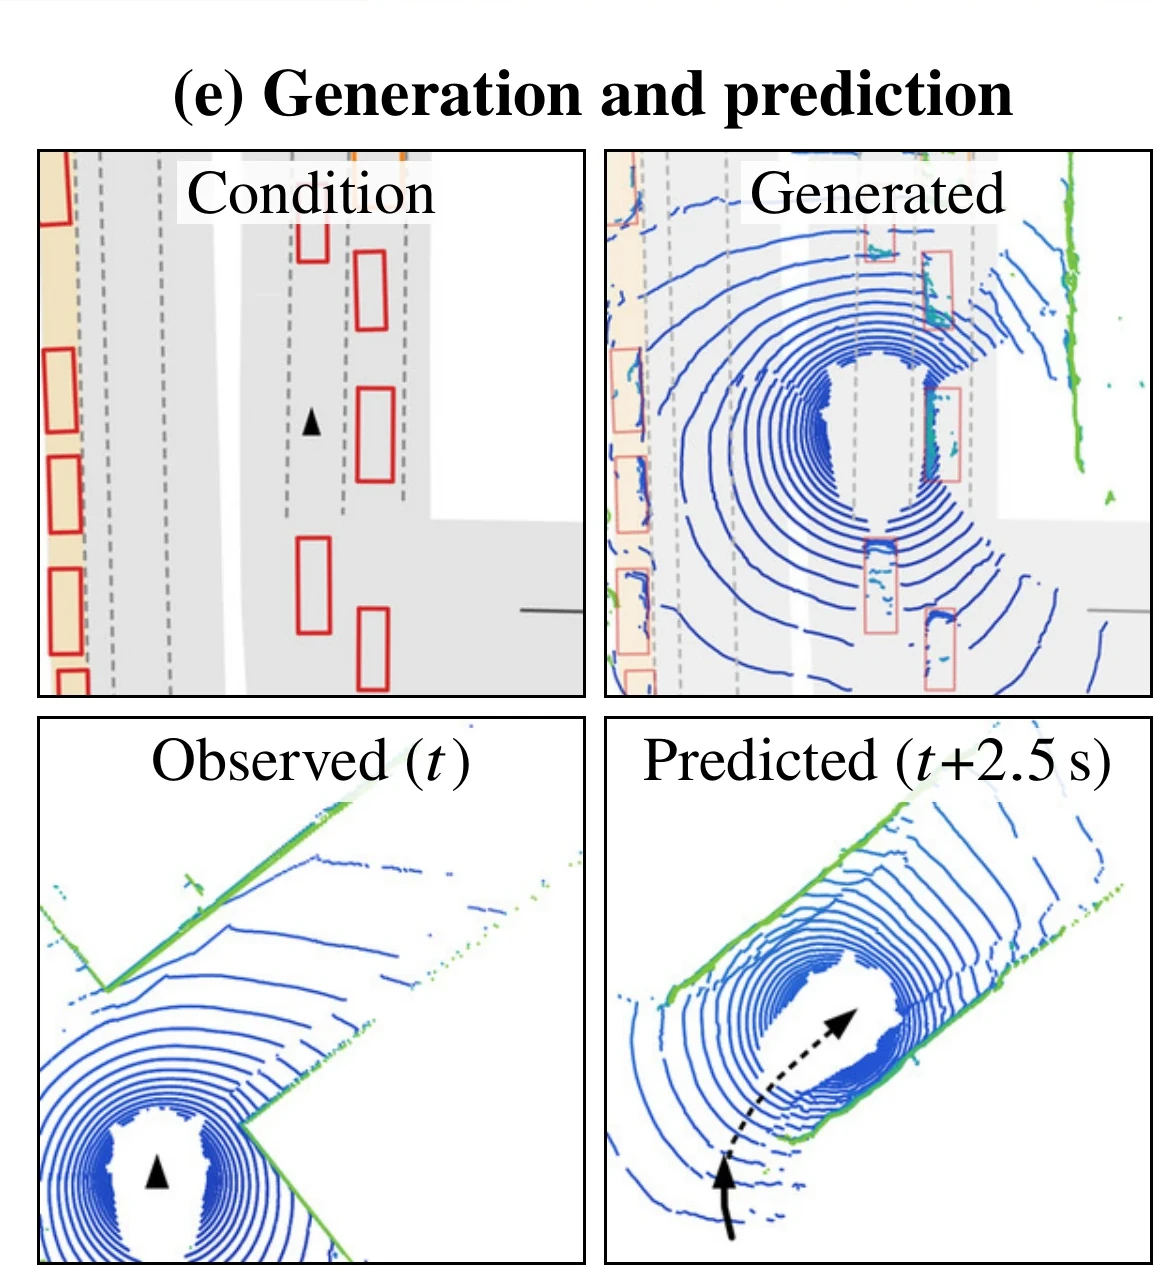 (e) Generation and prediction
Condition
Generated
Observed (t)
Predicted (t+2.5 s)